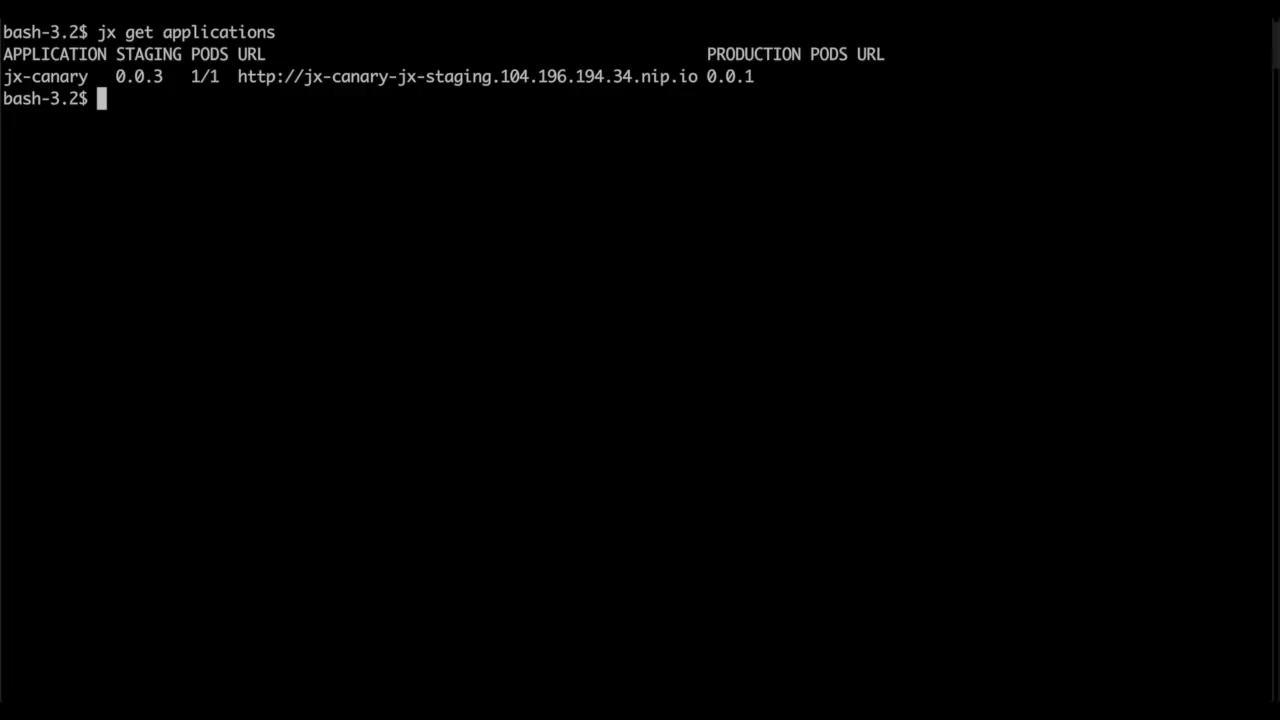 bash-3.2$ jx get applications
APPLICATION STAGING PODS URL PRODUCTION PODS URL
jx-canary 0.0.3 1/1 http://jx-canary-jx-staging.104.196.194.34.nip.io 0.0.1
bash-3.2$